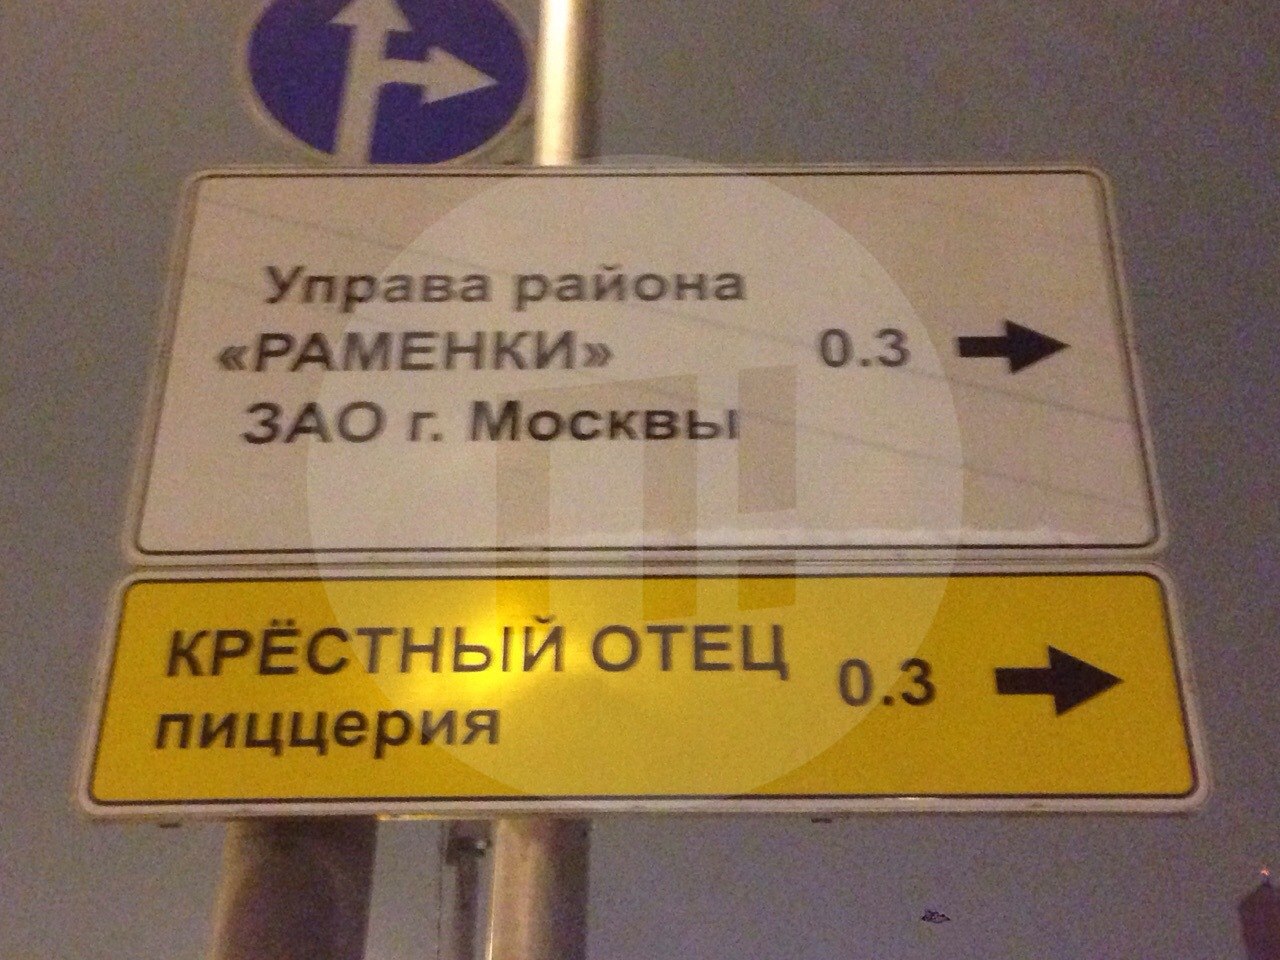 Управа района
«РАМЕНКИ»
ЗАО г. Москвы
0.3
КРЁСТНЫЙ ОТЕЦ
пиццерия
0.3